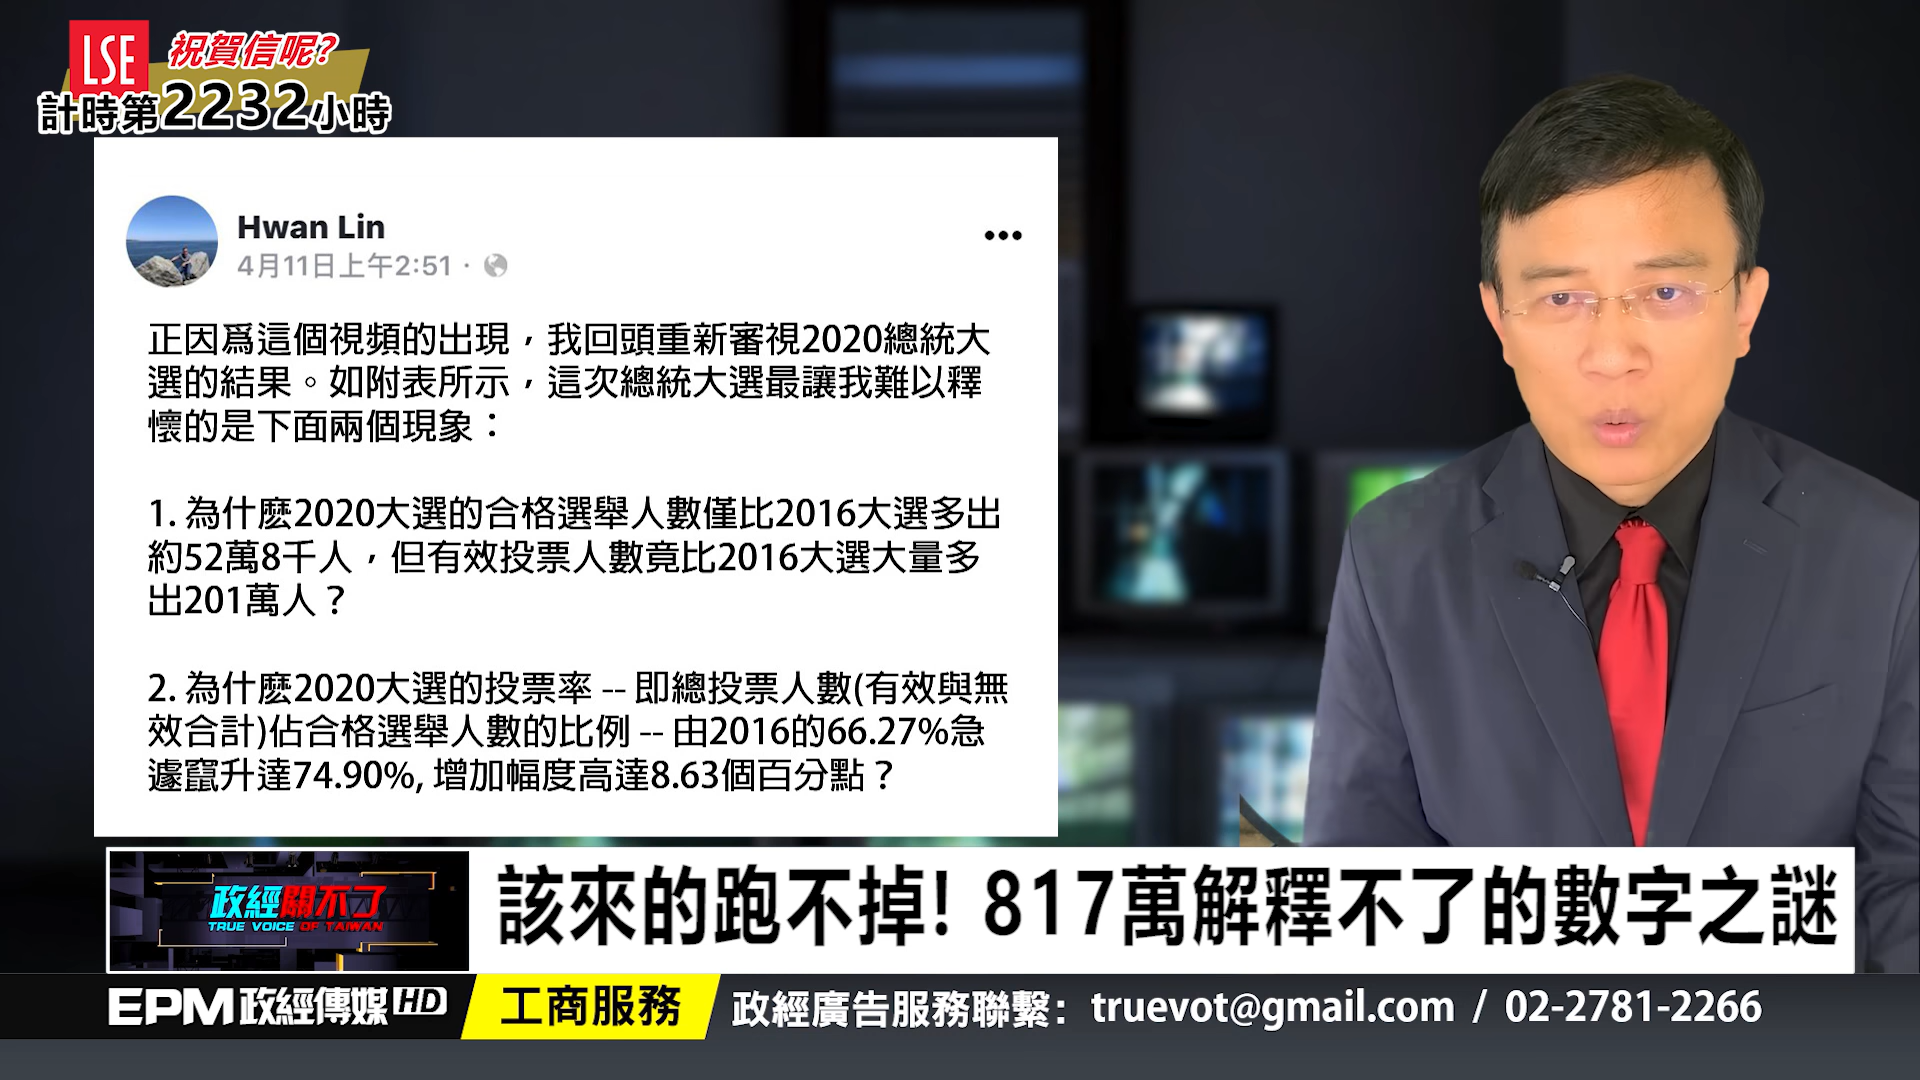 LSE
祝賀信呢?
計時第2232小時
Hwan Lin
4月11日上午2:51 ·
正因爲這個視頻的出現，我回頭重新審視2020總統大
選的結果。如附表所示，這次總統大選最讓我難以釋
懷的是下面兩個現象：
1. 為什麽2020大選的合格選舉人數僅比2016大選多出
約52萬8千人，但有效投票人數竟比2016大選大量多
出201萬人？
2. 為什麽2020大選的投票率 -- 即總投票人數(有效與無
效合計)佔合格選舉人數的比例 -- 由2016的66.27%急
遽竄升達74.90%, 增加幅度高達8.63個百分點？
政經關不了
TRUE VOICE OF TAIWAN
該來的跑不掉! 817萬解釋不了的數字之謎
EPM政經傳媒HD
工商服務
政經廣告服務聯繫：truevot@gmail.com / 02-2781-2266